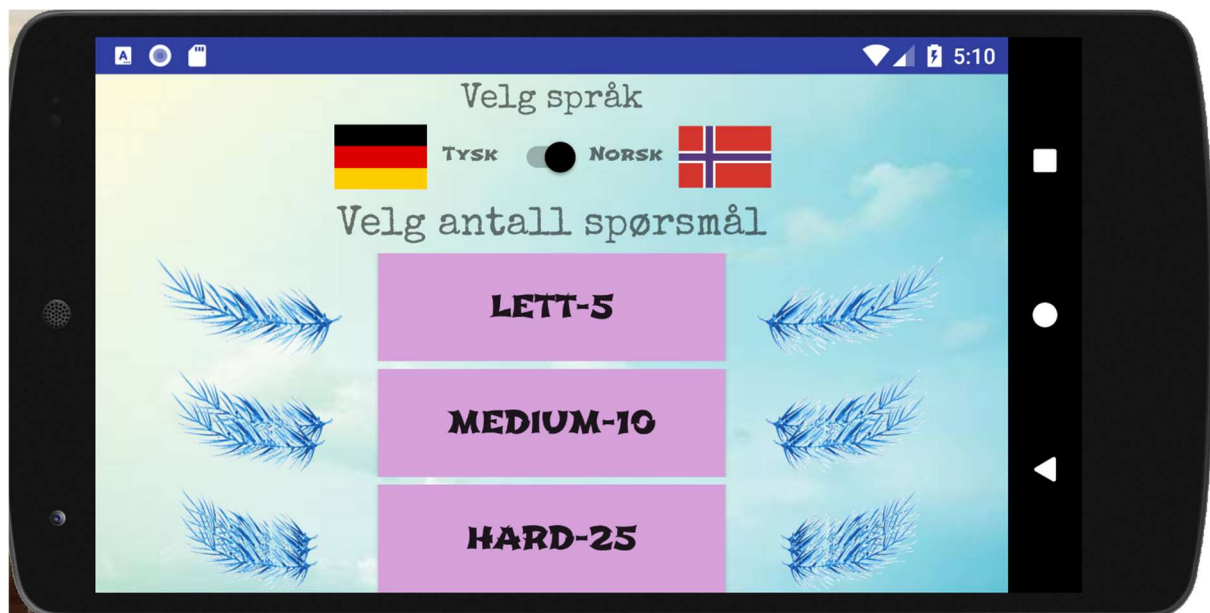 5:10
Velg språk
Tysk Norsk
Velg antall spørsmål
LETT-5
MEDIUM-10
HARD-25